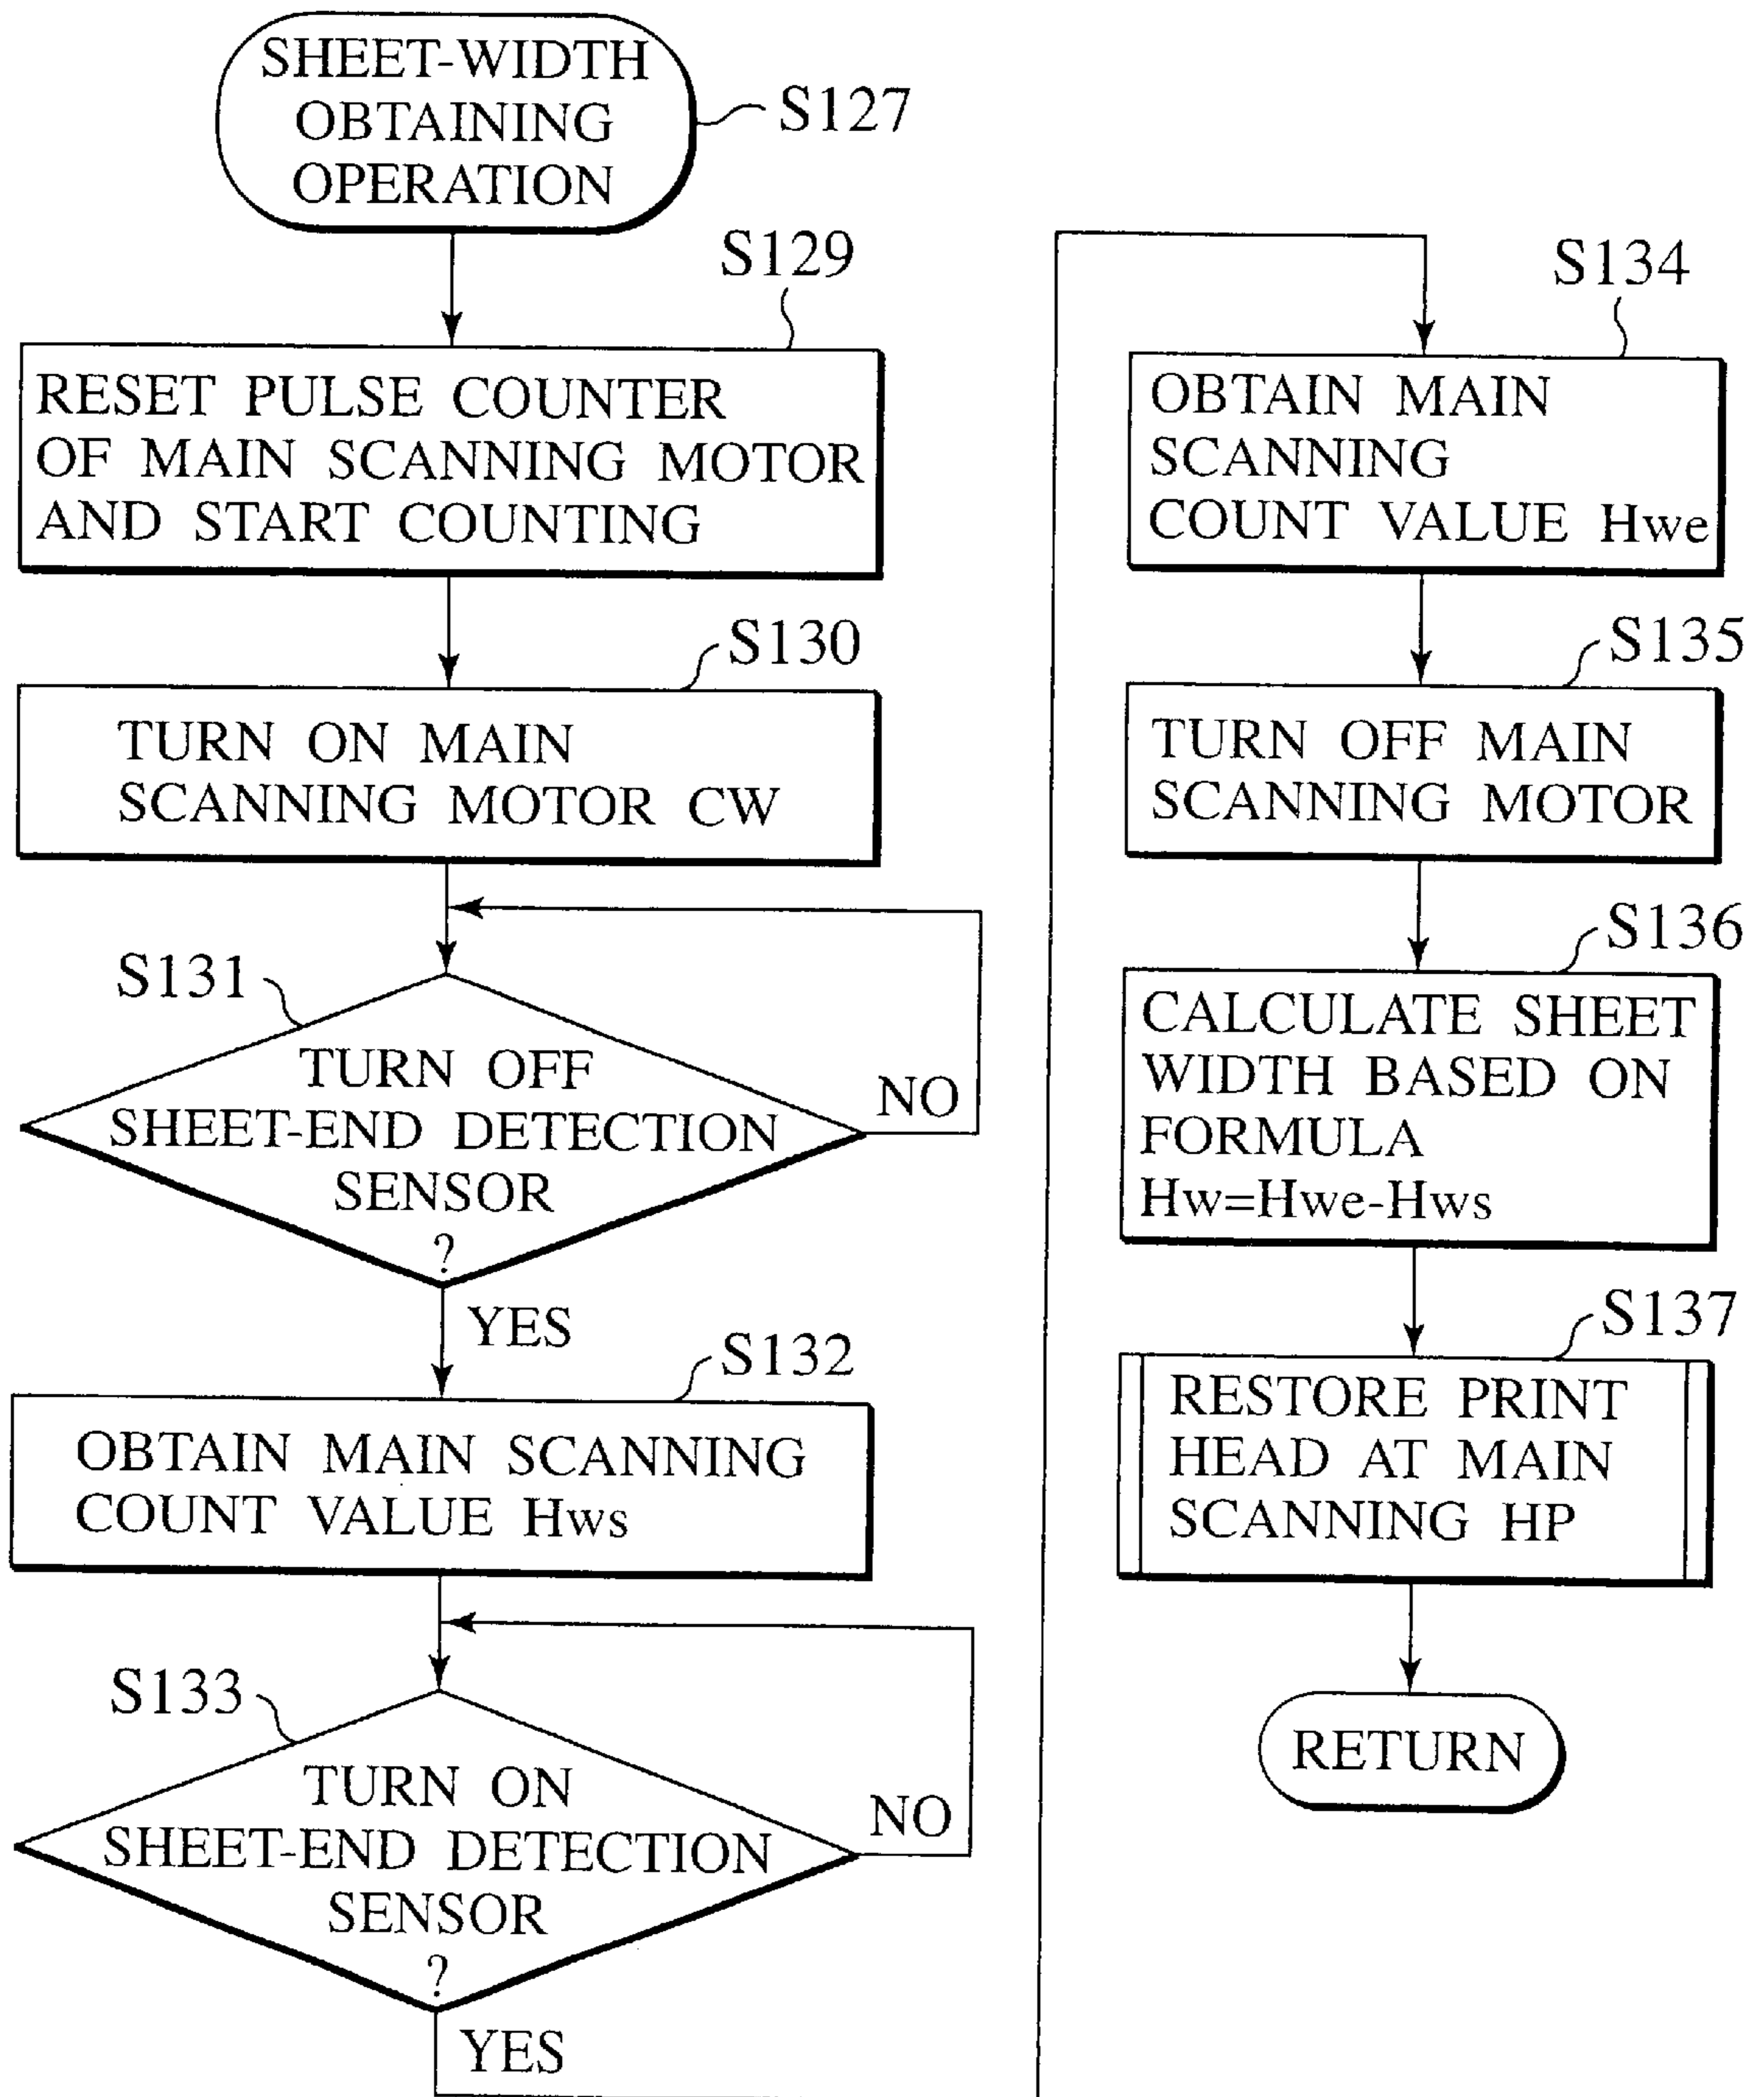 SHEET-WIDTH
OBTAINING
OPERATION
S127
S129
RESET PULSE COUNTER
OF MAIN SCANNING MOTOR
AND START COUNTING
S130
TURN ON MAIN
SCANNING MOTOR CW
S131
TURN OFF
SHEET-END DETECTION
SENSOR
?
NO
YES
S132
OBTAIN MAIN SCANNING
COUNT VALUE Hws
S133
TURN ON
SHEET-END DETECTION
SENSOR
?
NO
YES
S134
OBTAIN MAIN
SCANNING
COUNT VALUE Hwe
S135
TURN OFF MAIN
SCANNING MOTOR
S136
CALCULATE SHEET
WIDTH BASED ON
FORMULA
Hw=Hwe-Hws
S137
RESTORE PRINT
HEAD AT MAIN
SCANNING HP
RETURN